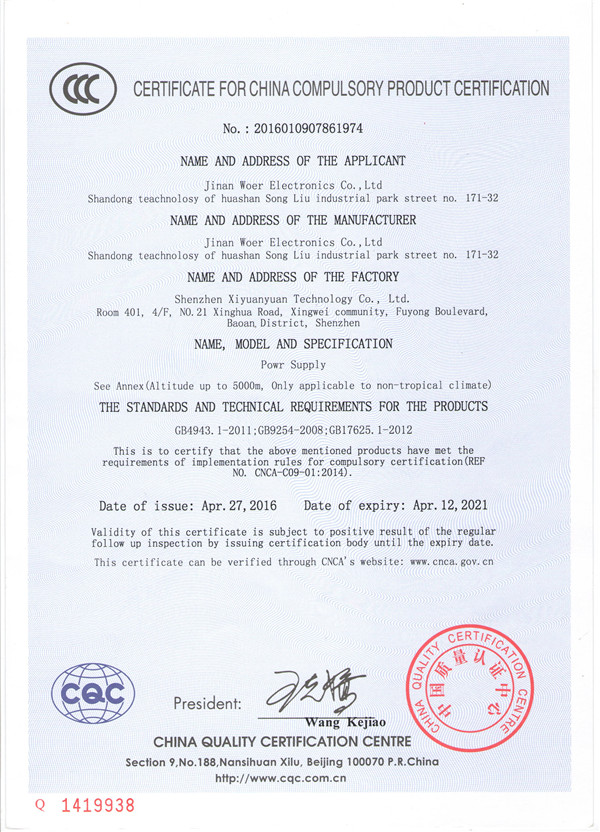 CCC
CERTIFICATE FOR CHINA COMPULSORY PRODUCT CERTIFICATION
No. : 2016010907861974
NAME AND ADDRESS OF THE APPLICANT
Jinan Woer Electronics Co.,Ltd
Shandong teachnolosy of huashan Song Liu industrial park street no. 171-32
NAME AND ADDRESS OF THE MANUFACTURER
Jinan Woer Electronics Co.,Ltd
Shandong teachnolosy of huashan Song Liu industrial park street no. 171-32
NAME AND ADDRESS OF THE FACTORY
Shenzhen Xiyuanyuan Technology Co., Ltd.
Room 401, 4/F, NO.21 Xinghua Road, Xingwei community, Fuyong Boulevard,
Baoan District, Shenzhen
NAME, MODEL AND SPECIFICATION
Powr Supply
See Annex(Altitude up to 5000m, Only applicable to non-tropical climate)
THE STANDARDS AND TECHNICAL REQUIREMENTS FOR THE PRODUCTS
GB4943.1-2011;GB9254-2008;GB17625.1-2012
This is to certify that the above mentioned products have met the
requirements of implementation rules for compulsory certification(REF
NO. CNCA-C09-01:2014).
Date of issue: Apr.27,2016 Date of expiry: Apr.12,2021
Validity of this certificate is subject to positive result of the regular
follow up inspection by issuing certification body until the expiry date.
This certificate can be verified through CNCA's website: www.cnca.gov.cn
CHINA QUALITY CERTIFICATION CENTRE
中国质量认证中心
CQC
President:
Wang Kejiao
CHINA QUALITY CERTIFICATION CENTRE
Section 9,No.188,Nansihuan Xilu, Beijing 100070 P.R.China
http://www.cqc.com.cn
Q 1419938